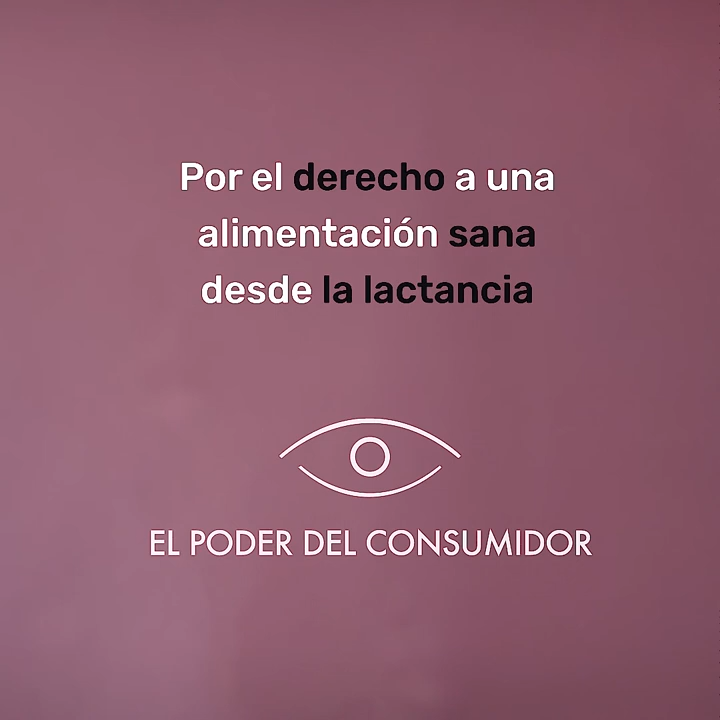 Por el derecho a una
alimentación sana
desde la lactancia
EL PODER DEL CONSUMIDOR